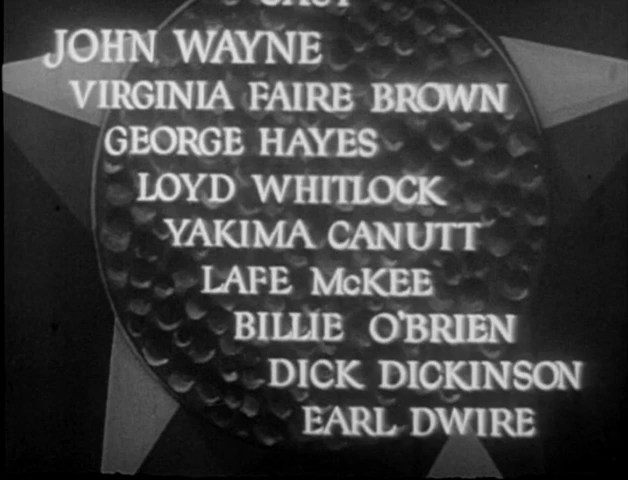 CAST
JOHN WAYNE
VIRGINIA FAIRE BROWN
GEORGE HAYES
LOYD WHITLOCK
YAKIMA CANUTT
LAFE McKEE
BILLIE O'BRIEN
DICK DICKINSON
EARL DWIRE